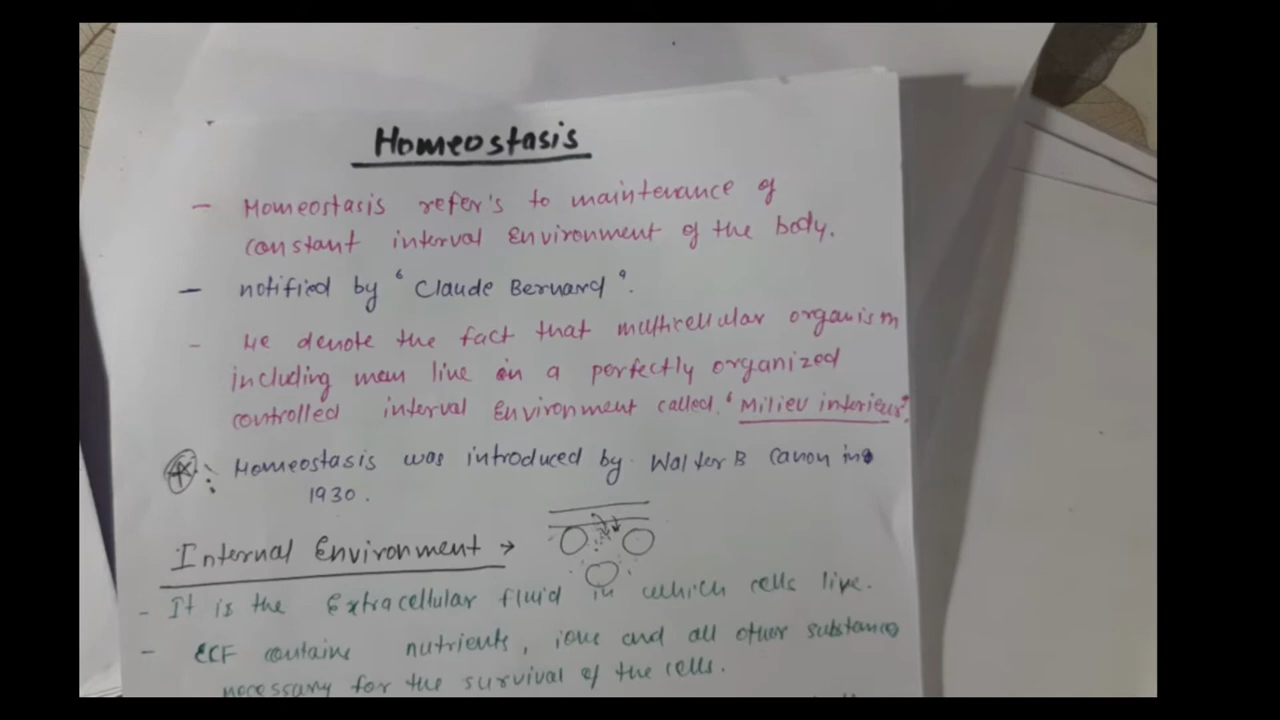 Homeostasis
- Homeostasis refer's to maintenance of
constant interval Environment of the body.
- notified by ‘ Claude Bernard ’.
- He denote the fact that multicellular organism
including man live in a perfectly organized
controlled interval Environment called ‘ Milieu interieur’.
* : Homeostasis was introduced by Walter B Canon in
1930.
Internal Environment →
- It is the Extracellular fluid in which cells live.
- ECF contains nutrients, ions and all other substances
necessary for the survival of the cells.